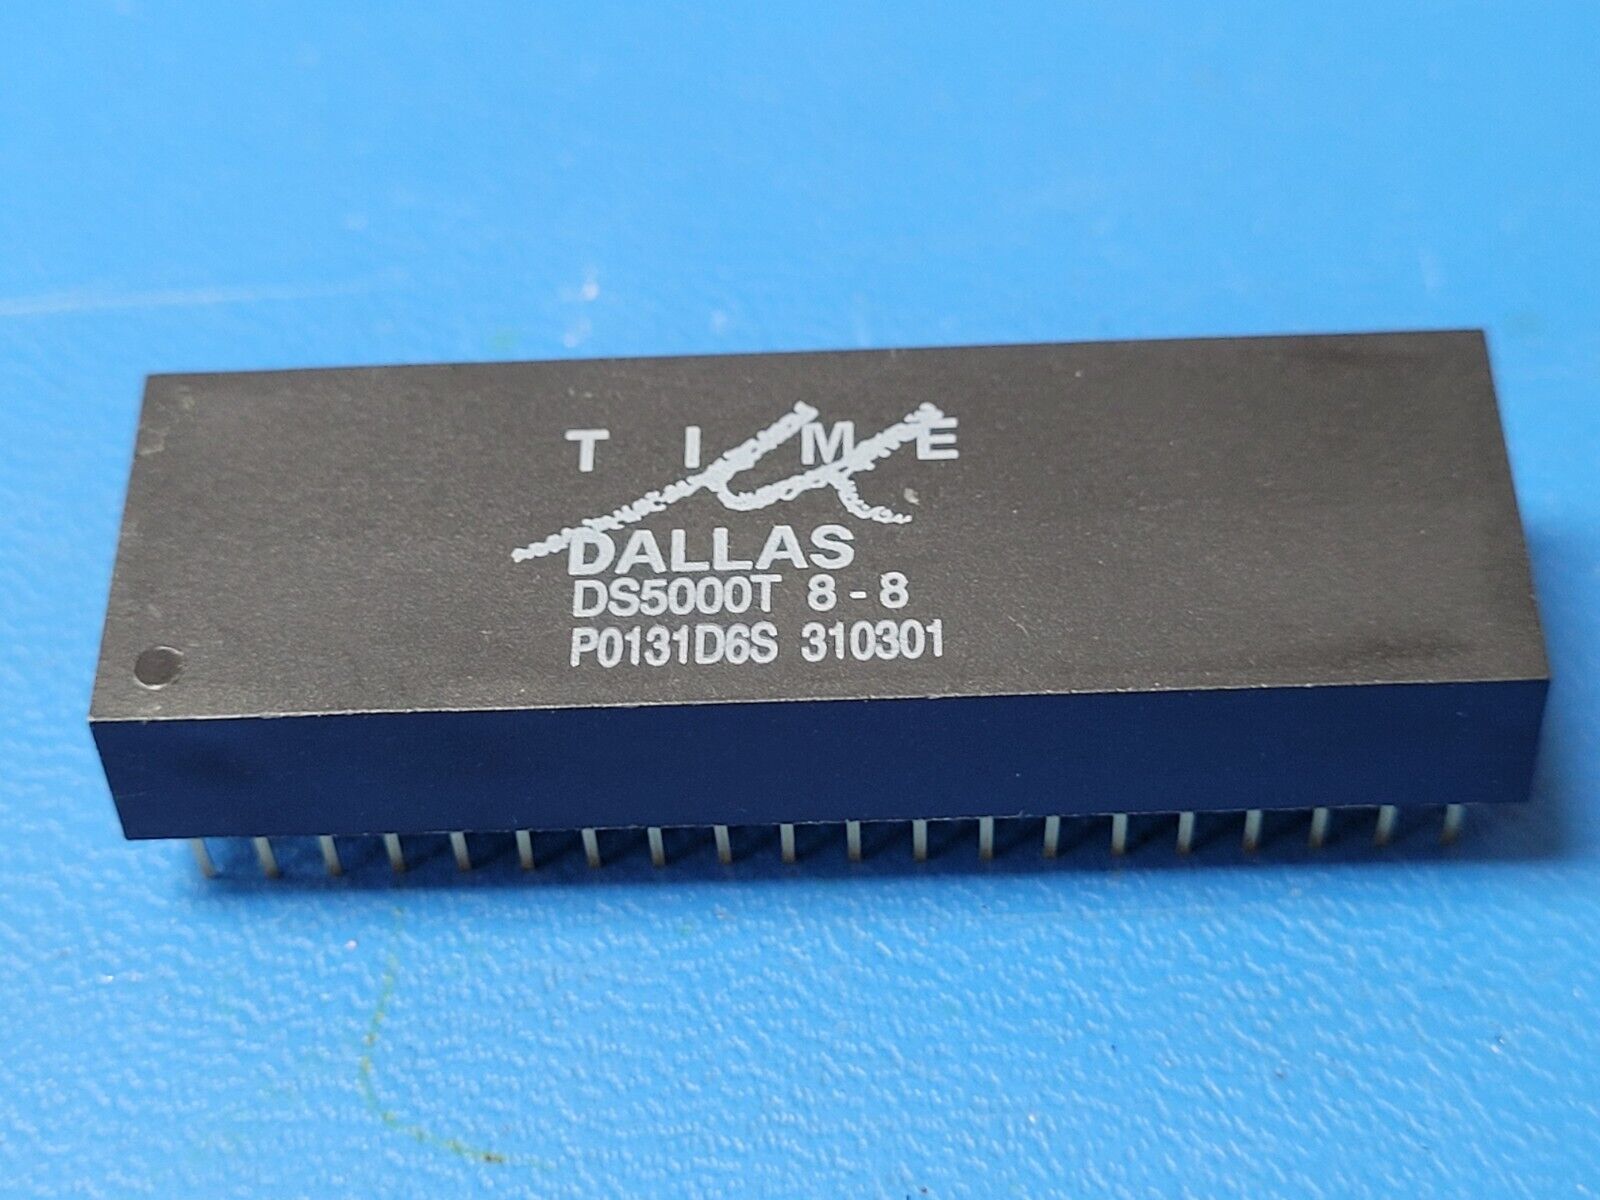 T I M E
DALLAS
DS5000T 8-8
P0131D6S 310301